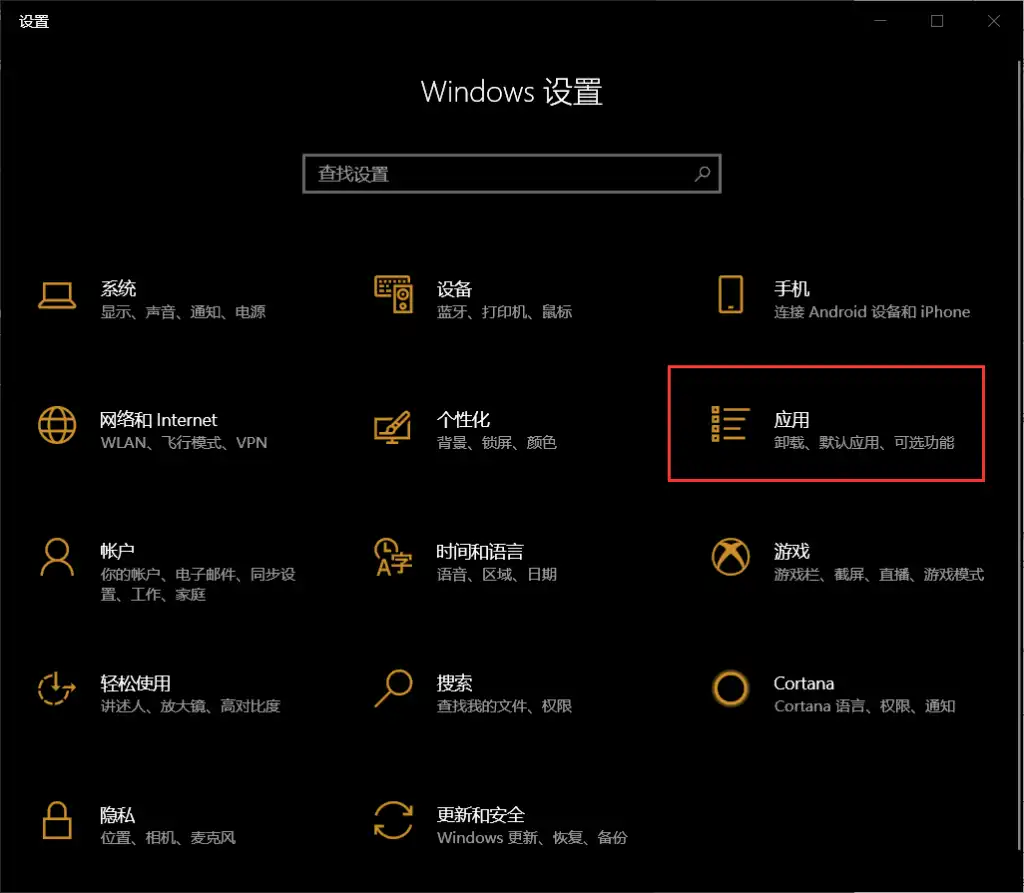 设置
Windows 设置
查找设置
系统
显示、声音、通知、电源
设备
蓝牙、打印机、鼠标
手机
连接 Android 设备和 iPhone
网络和 Internet
WLAN、飞行模式、VPN
个性化
背景、锁屏、颜色
应用
卸载、默认应用、可选功能
帐户
你的帐户、电子邮件、同步设
置、工作、家庭
时间和语言
语音、区域、日期
游戏
游戏栏、截屏、直播、游戏模式
轻松使用
讲述人、放大镜、高对比度
搜索
查找我的文件、权限
Cortana
Cortana 语言、权限、通知
隐私
位置、相机、麦克风
更新和安全
Windows 更新、恢复、备份